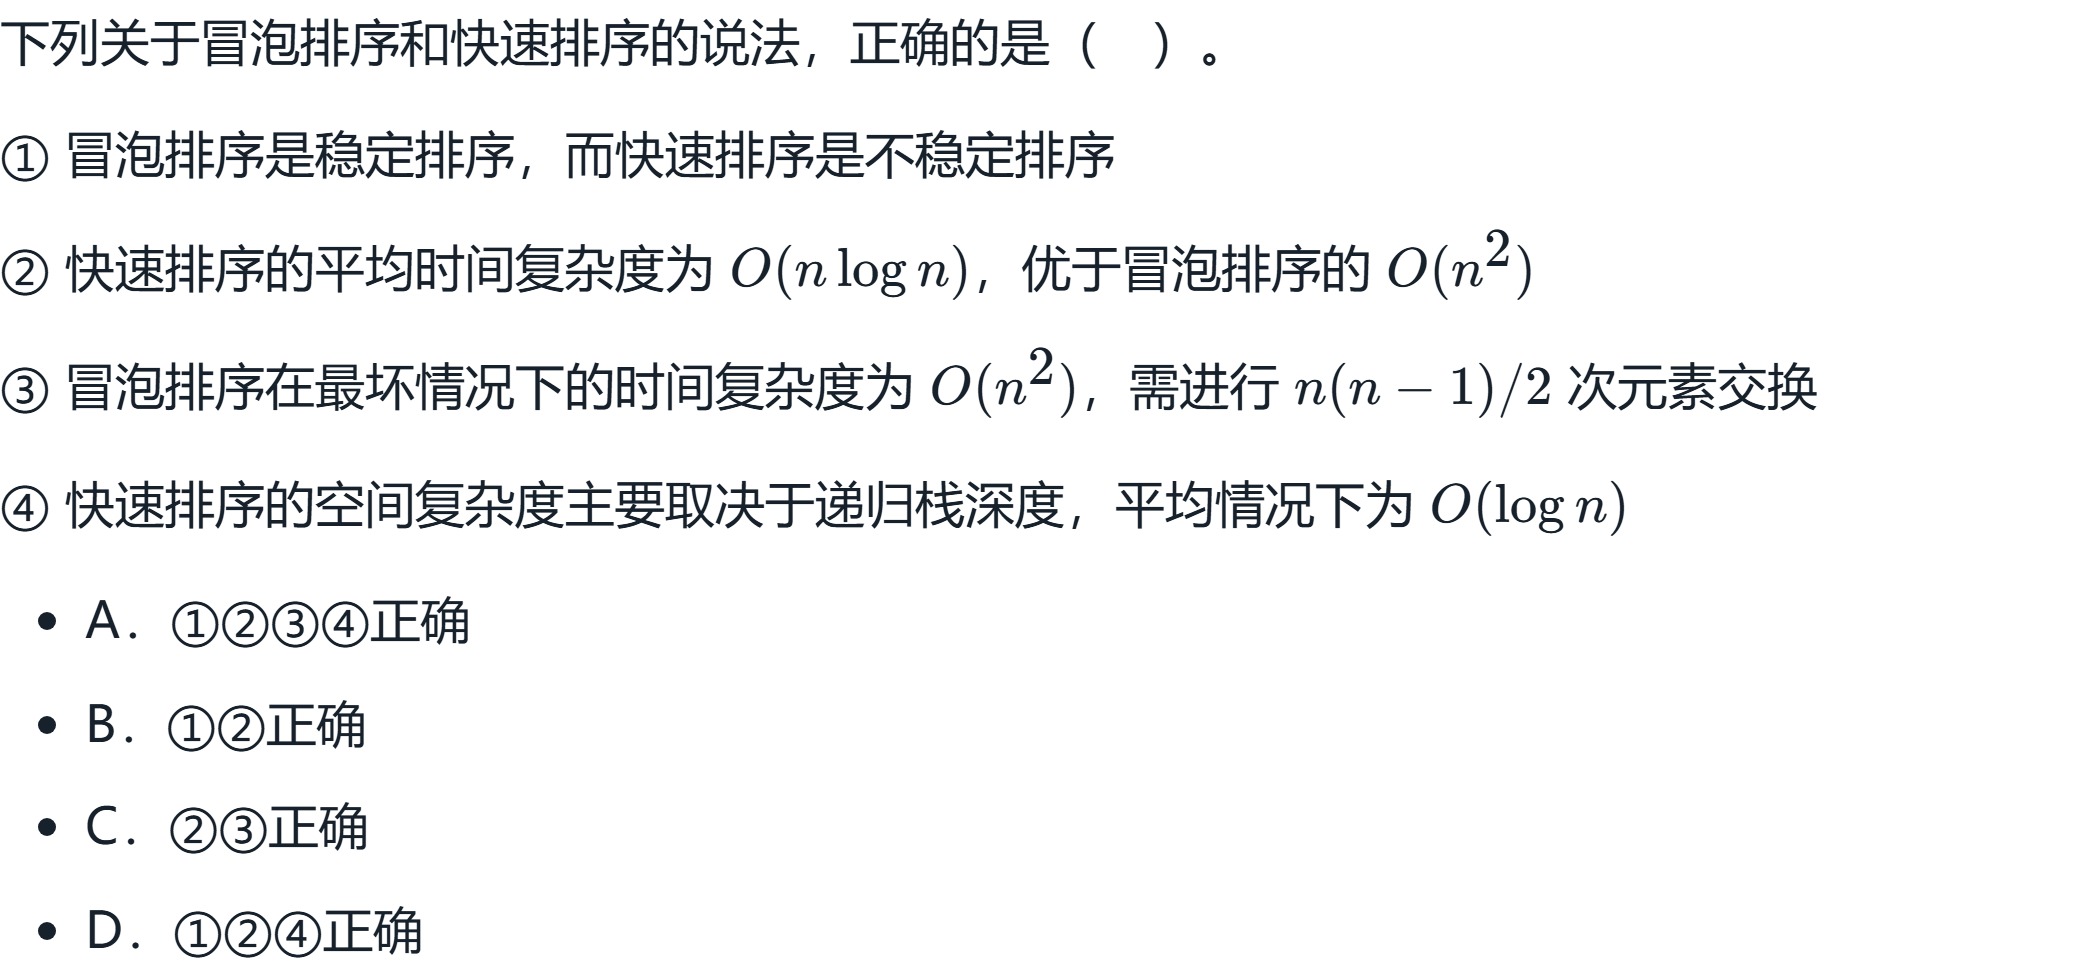 下列关于冒泡排序和快速排序的说法，正确的是（　）。
① 冒泡排序是稳定排序，而快速排序是不稳定排序
② 快速排序的平均时间复杂度为 O(n log n)，优于冒泡排序的 O(n²)
③ 冒泡排序在最坏情况下的时间复杂度为 O(n²)，需进行 n(n − 1)/2 次元素交换
④ 快速排序的空间复杂度主要取决于递归栈深度，平均情况下为 O(log n)
• A. ①②③④正确
• B. ①②正确
• C. ②③正确
• D. ①②④正确